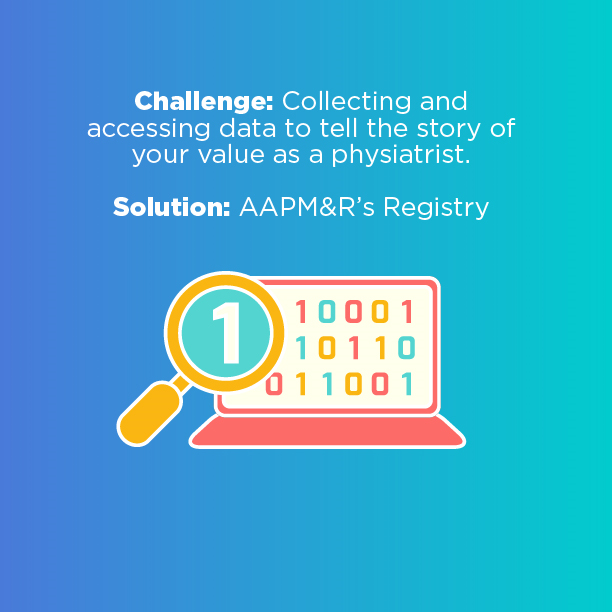 Challenge: Collecting and
accessing data to tell the story of
your value as a physiatrist.
Solution: AAPM&R’s Registry
1
10001
10110
011001